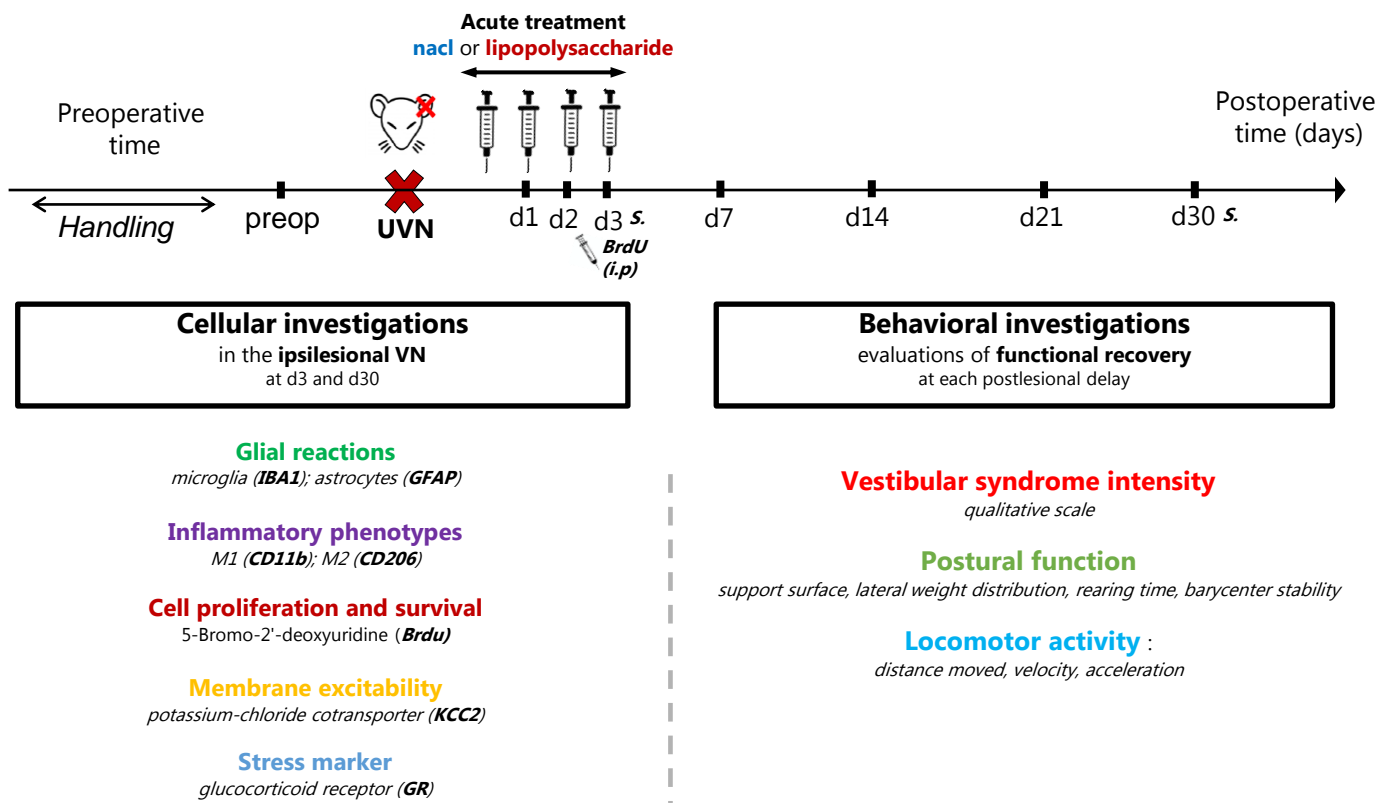 Acute treatment
nacl or lipopolysaccharide
Preoperative
time
Postoperative
time (days)
Handling
preop
UVN
d1
d2
d3 s.
d7
d14
d21
d30 s.
BrdU
(i.p)
Cellular investigations
in the ipsilesional VN
at d3 and d30
Behavioral investigations
evaluations of functional recovery
at each postlesional delay
Glial reactions
microglia (IBA1); astrocytes (GFAP)
Inflammatory phenotypes
M1 (CD11b); M2 (CD206)
Cell proliferation and survival
5-Bromo-2'-deoxyuridine (Brdu)
Membrane excitability
potassium-chloride cotransporter (KCC2)
Stress marker
glucocorticoid receptor (GR)
Vestibular syndrome intensity
qualitative scale
Postural function
support surface, lateral weight distribution, rearing time, barycenter stability
Locomotor activity :
distance moved, velocity, acceleration